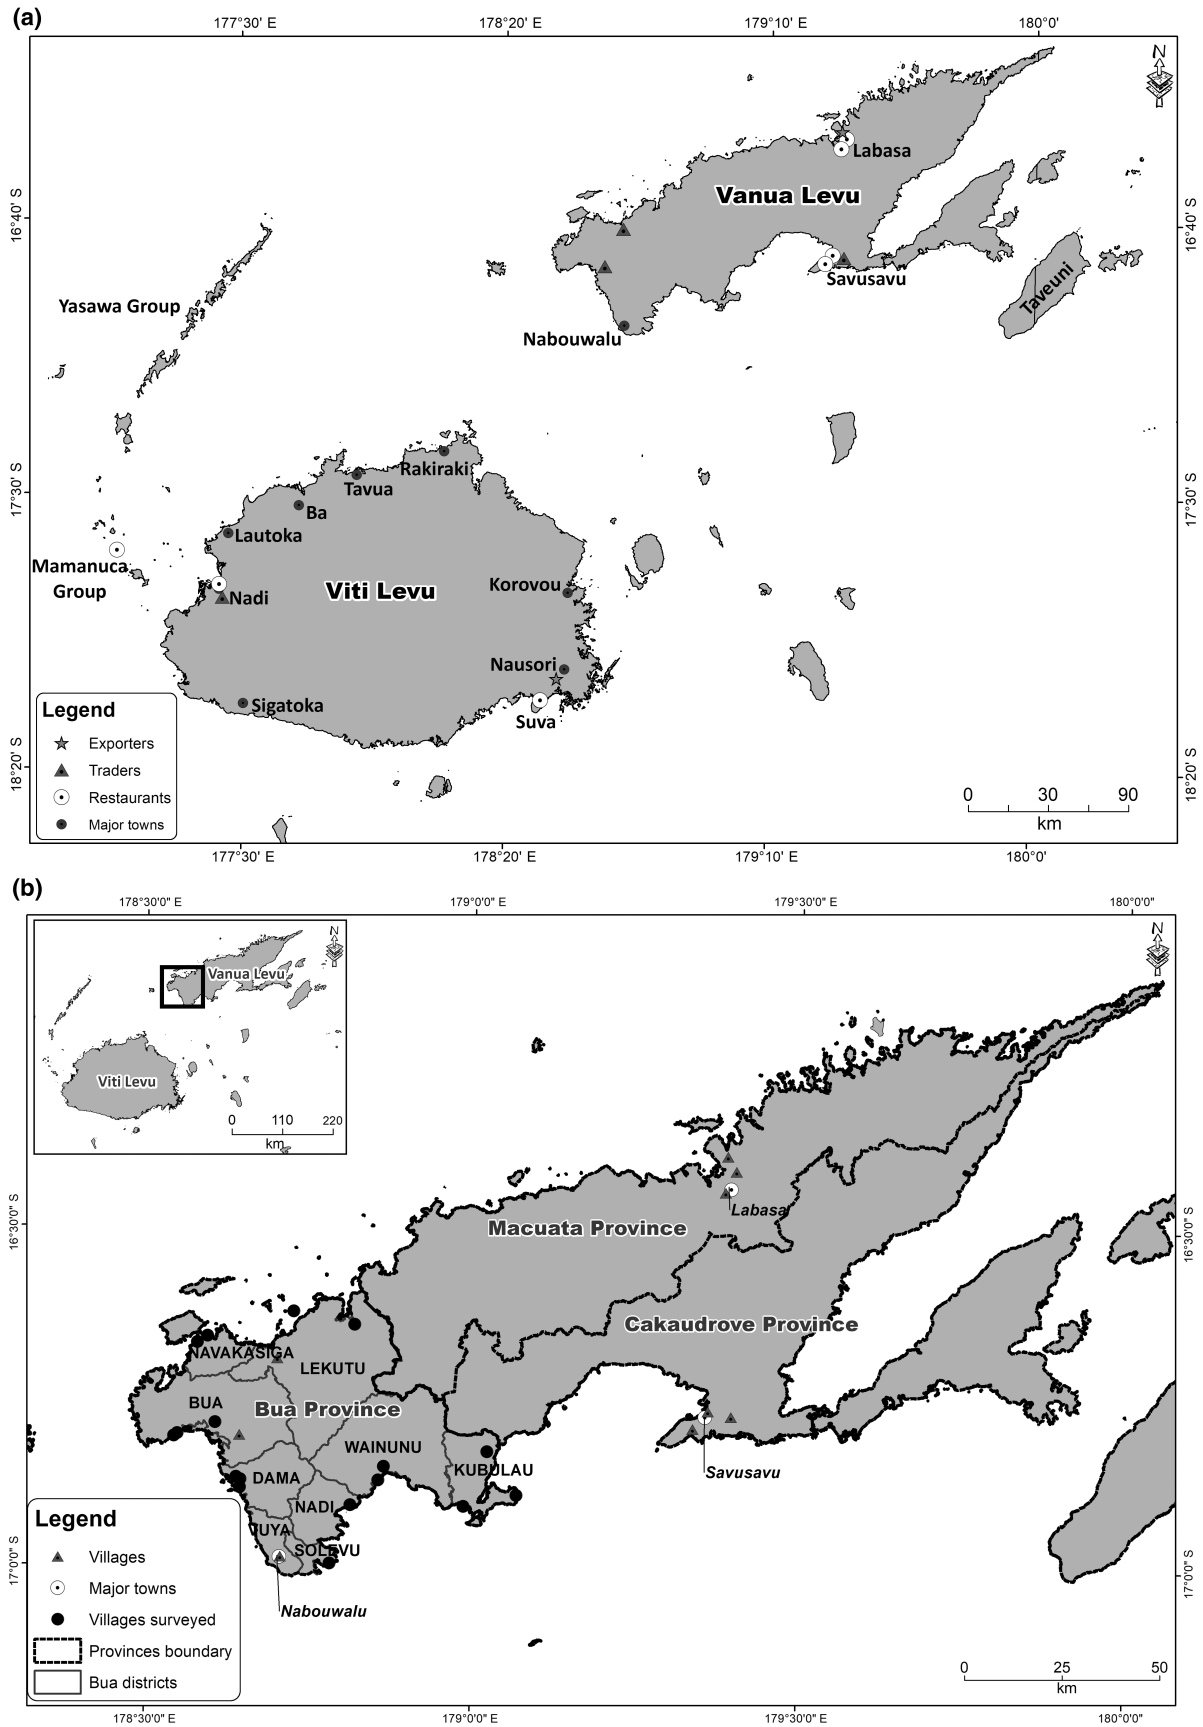 (a)
177°30' E
178°20' E
179°10' E
180°0'
N
Labasa
Vanua Levu
16°40' S
16°40' S
Savusavu
Taveuni
Yasawa Group
Nabouwalu
Rakiraki
Tavua
17°30' S
17°30' S
Ba
Lautoka
Mamanuca
Group
Viti Levu
Korovou
Nadi
Nausori
Sigatoka
Suva
Legend
Exporters
Traders
Restaurants
Major towns
18°20' S
18°20' S
0 30 90
km
177°30' E
178°20' E
179°10' E
180°0'
(b)
178°30'0" E
179°0'0" E
179°30'0" E
180°0'0"
N
Vanua Levu
Viti Levu
0 110 220
km
N
16°30'0" S
16°30'0" S
Labasa
Macuata Province
Cakaudrove Province
NAVAKASIGA
LEKUTU
BUA
Bua Province
WAINUNU
KUBULAU
DAMA
NADI
VUYA
SOLEVU
Savusavu
Nabouwalu
17°0'0" S
17°0'0" S
Legend
Villages
Major towns
Villages surveyed
Provinces boundary
Bua districts
0 25 50
km
178°30'0" E
179°0'0" E
179°30'0" E
180°0'0"